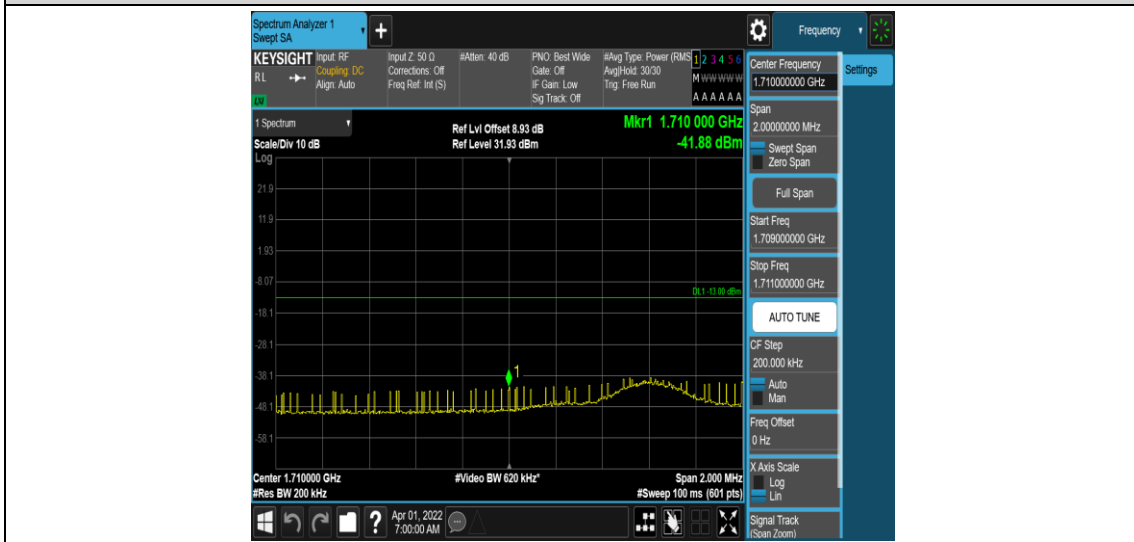 Spectrum Analyzer 1
Swept SA
Frequency
KEYSIGHT
RL
LXI
Input: RF
Coupling: DC
Align: Auto
Input Z: 50 Ω
Corrections: Off
Freq Ref: Int (S)
#Atten: 40 dB
PNO: Best Wide
Gate: Off
IF Gain: Low
Sig Track: Off
#Avg Type: Power (RMS
Avg|Hold: 30/30
Trig: Free Run
1 2 3 4 5 6
M W W W W W
A A A A A A
Center Frequency
1.710000000 GHz
Settings
Span
2.00000000 MHz
Swept Span
Zero Span
Full Span
Start Freq
1.709000000 GHz
Stop Freq
1.711000000 GHz
AUTO TUNE
CF Step
200.000 kHz
Auto
Man
Freq Offset
0 Hz
X Axis Scale
Log
Lin
Signal Track
(Span Zoom)
1 Spectrum
Scale/Div 10 dB
Log
Ref Lvl Offset 8.93 dB
Ref Level 31.93 dBm
Mkr1 1.710 000 GHz
-41.88 dBm
21.9
11.9
1.93
-8.07
DL1 -13.00 dBm
-18.1
-28.1
-38.1
1
-48.1
-58.1
Center 1.710000 GHz
#Res BW 200 kHz
#Video BW 620 kHz*
Span 2.000 MHz
#Sweep 100 ms (601 pts)
?
Apr 01, 2022
7:00:00 AM